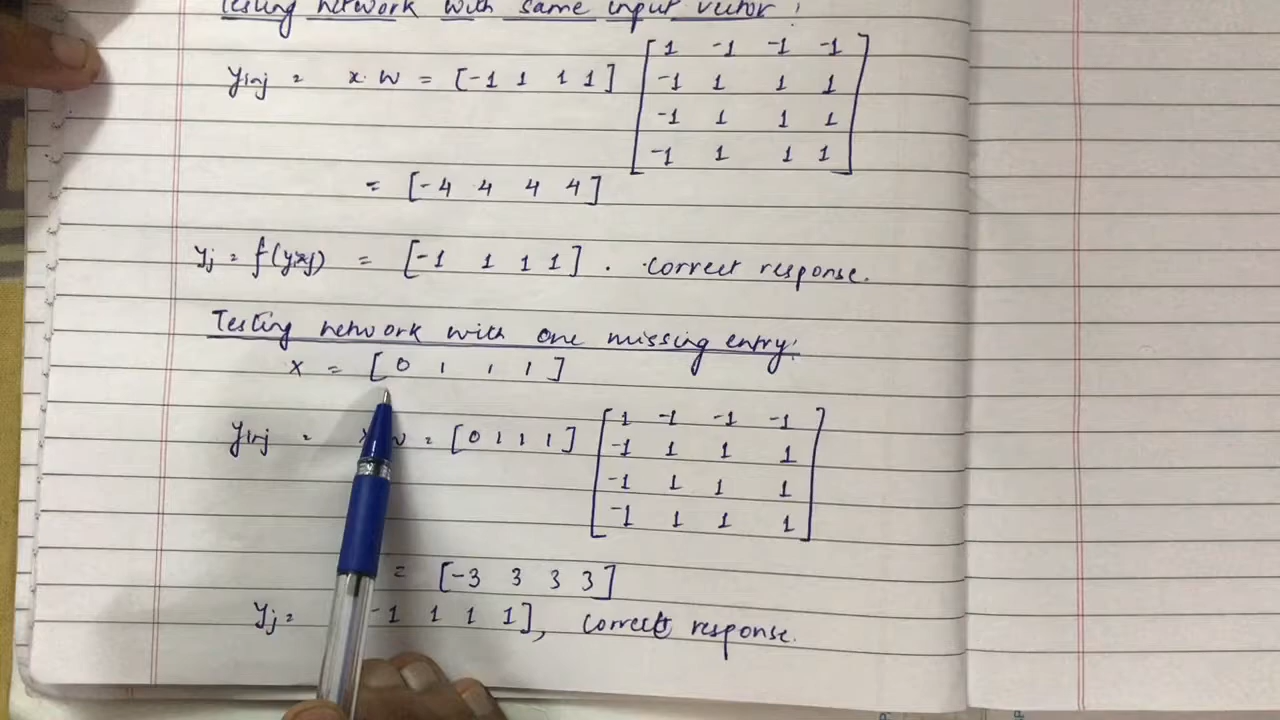 Testing network with same input vector:
yinj = x.w = [-1 1 1 1] [1 -1 -1 -1
-1 1 1 1
-1 1 1 1
-1 1 1 1]
= [-4 4 4 4]
yj = f(yinj) = [-1 1 1 1]. correct response.
Testing network with one missing entry:
x = [0 1 1 1]
yinj = x w = [0 1 1 1] [1 -1 -1 -1
-1 1 1 1
-1 1 1 1
-1 1 1 1]
= [-3 3 3 3]
yj = -1 1 1 1], correct response.